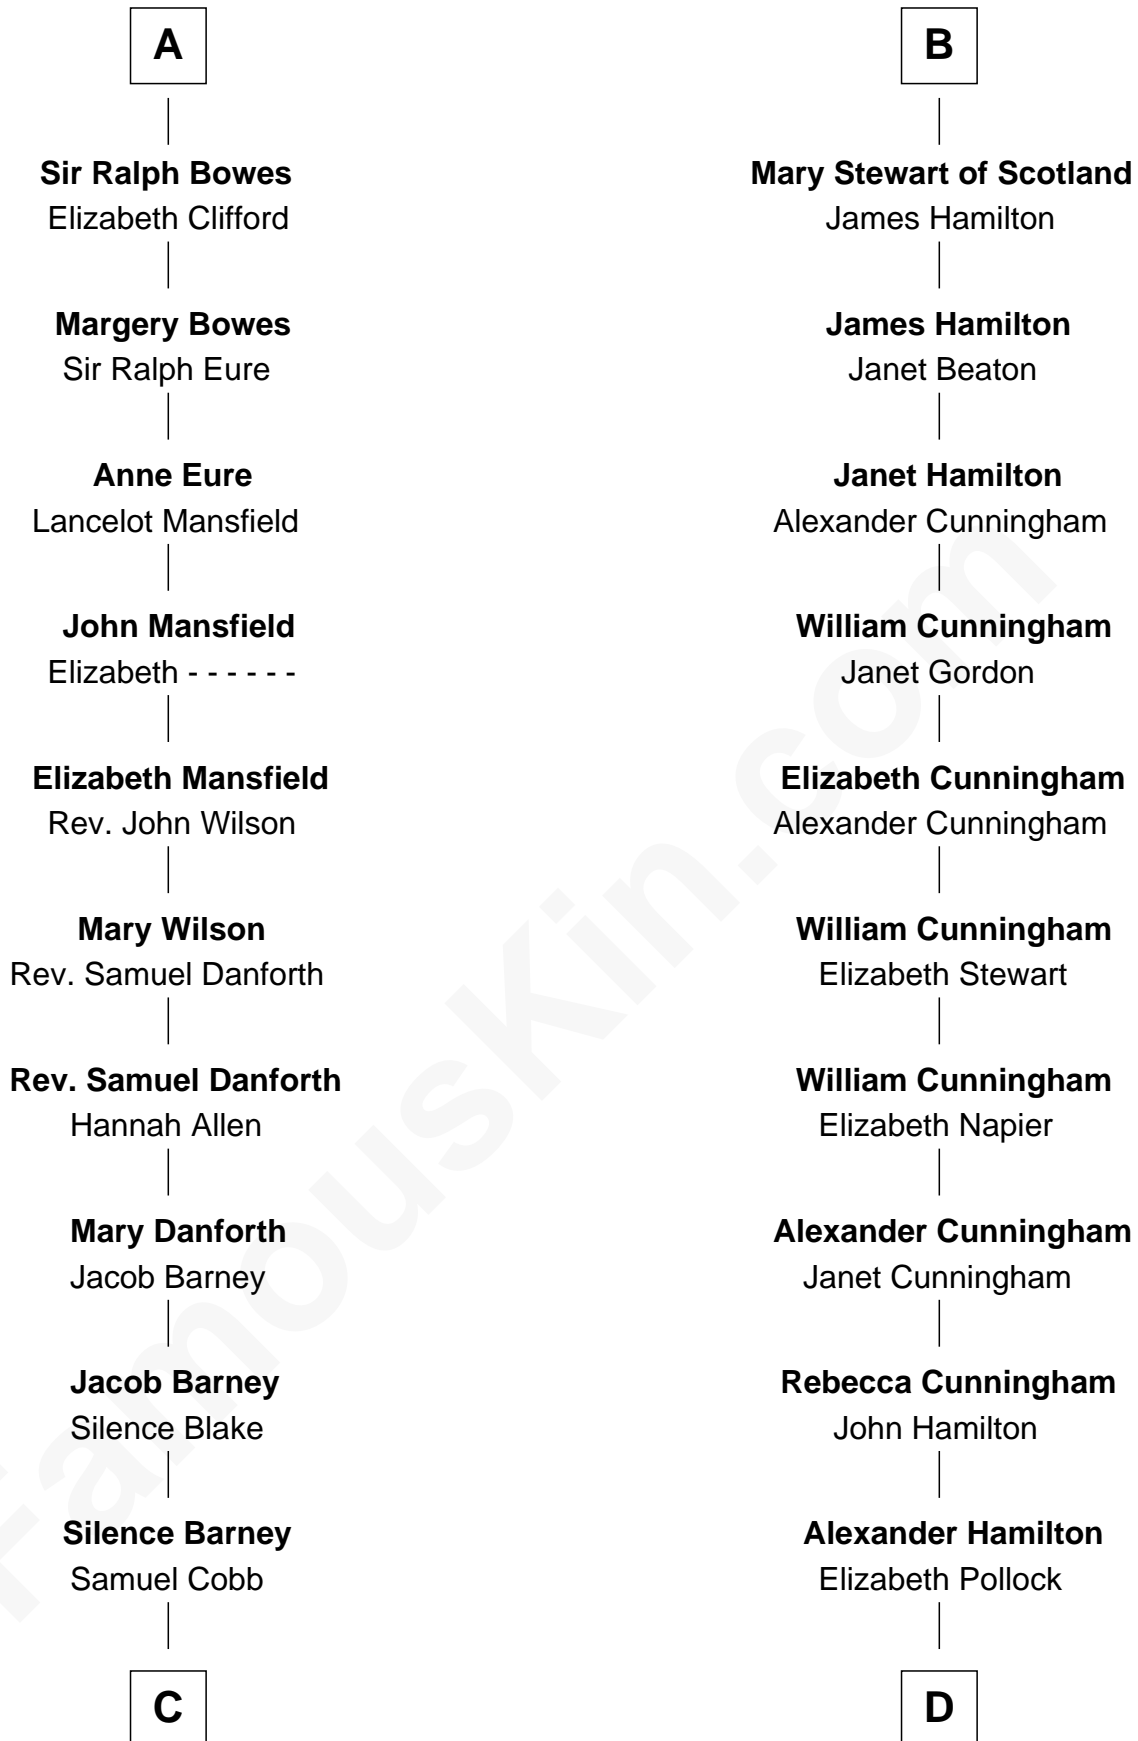 A
Sir Ralph Bowes
Elizabeth Clifford
Margery Bowes
Sir Ralph Eure
Anne Eure
Lancelot Mansfield
John Mansfield
Elizabeth - - - - - -
Elizabeth Mansfield
Rev. John Wilson
Mary Wilson
Rev. Samuel Danforth
Rev. Samuel Danforth
Hannah Allen
Mary Danforth
Jacob Barney
Jacob Barney
Silence Blake
Silence Barney
Samuel Cobb
C
B
Mary Stewart of Scotland
James Hamilton
James Hamilton
Janet Beaton
Janet Hamilton
Alexander Cunningham
William Cunningham
Janet Gordon
Elizabeth Cunningham
Alexander Cunningham
William Cunningham
Elizabeth Stewart
William Cunningham
Elizabeth Napier
Alexander Cunningham
Janet Cunningham
Rebecca Cunningham
John Hamilton
Alexander Hamilton
Elizabeth Pollock
D
FamousKin.com